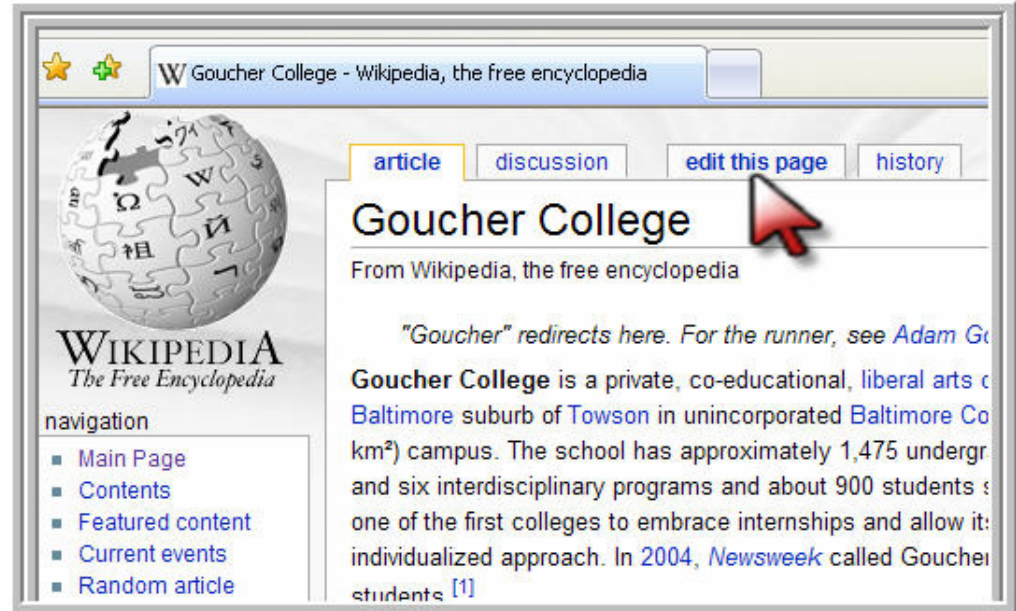 Goucher College - Wikipedia, the free encyclopedia
article discussion edit this page history
Goucher College
From Wikipedia, the free encyclopedia
"Goucher" redirects here. For the runner, see Adam
Goucher College is a private, co-educational, liberal arts
Baltimore suburb of Towson in unincorporated Baltimore
km²) campus. The school has approximately 1,475
and six interdisciplinary programs and about 900 students
one of the first colleges to embrace internships and allow
individualized approach. In 2004, Newsweek called Goucher
students [1]
WIKIPEDIA
The Free Encyclopedia
navigation
Main Page
Contents
Featured content
Current events
Random article